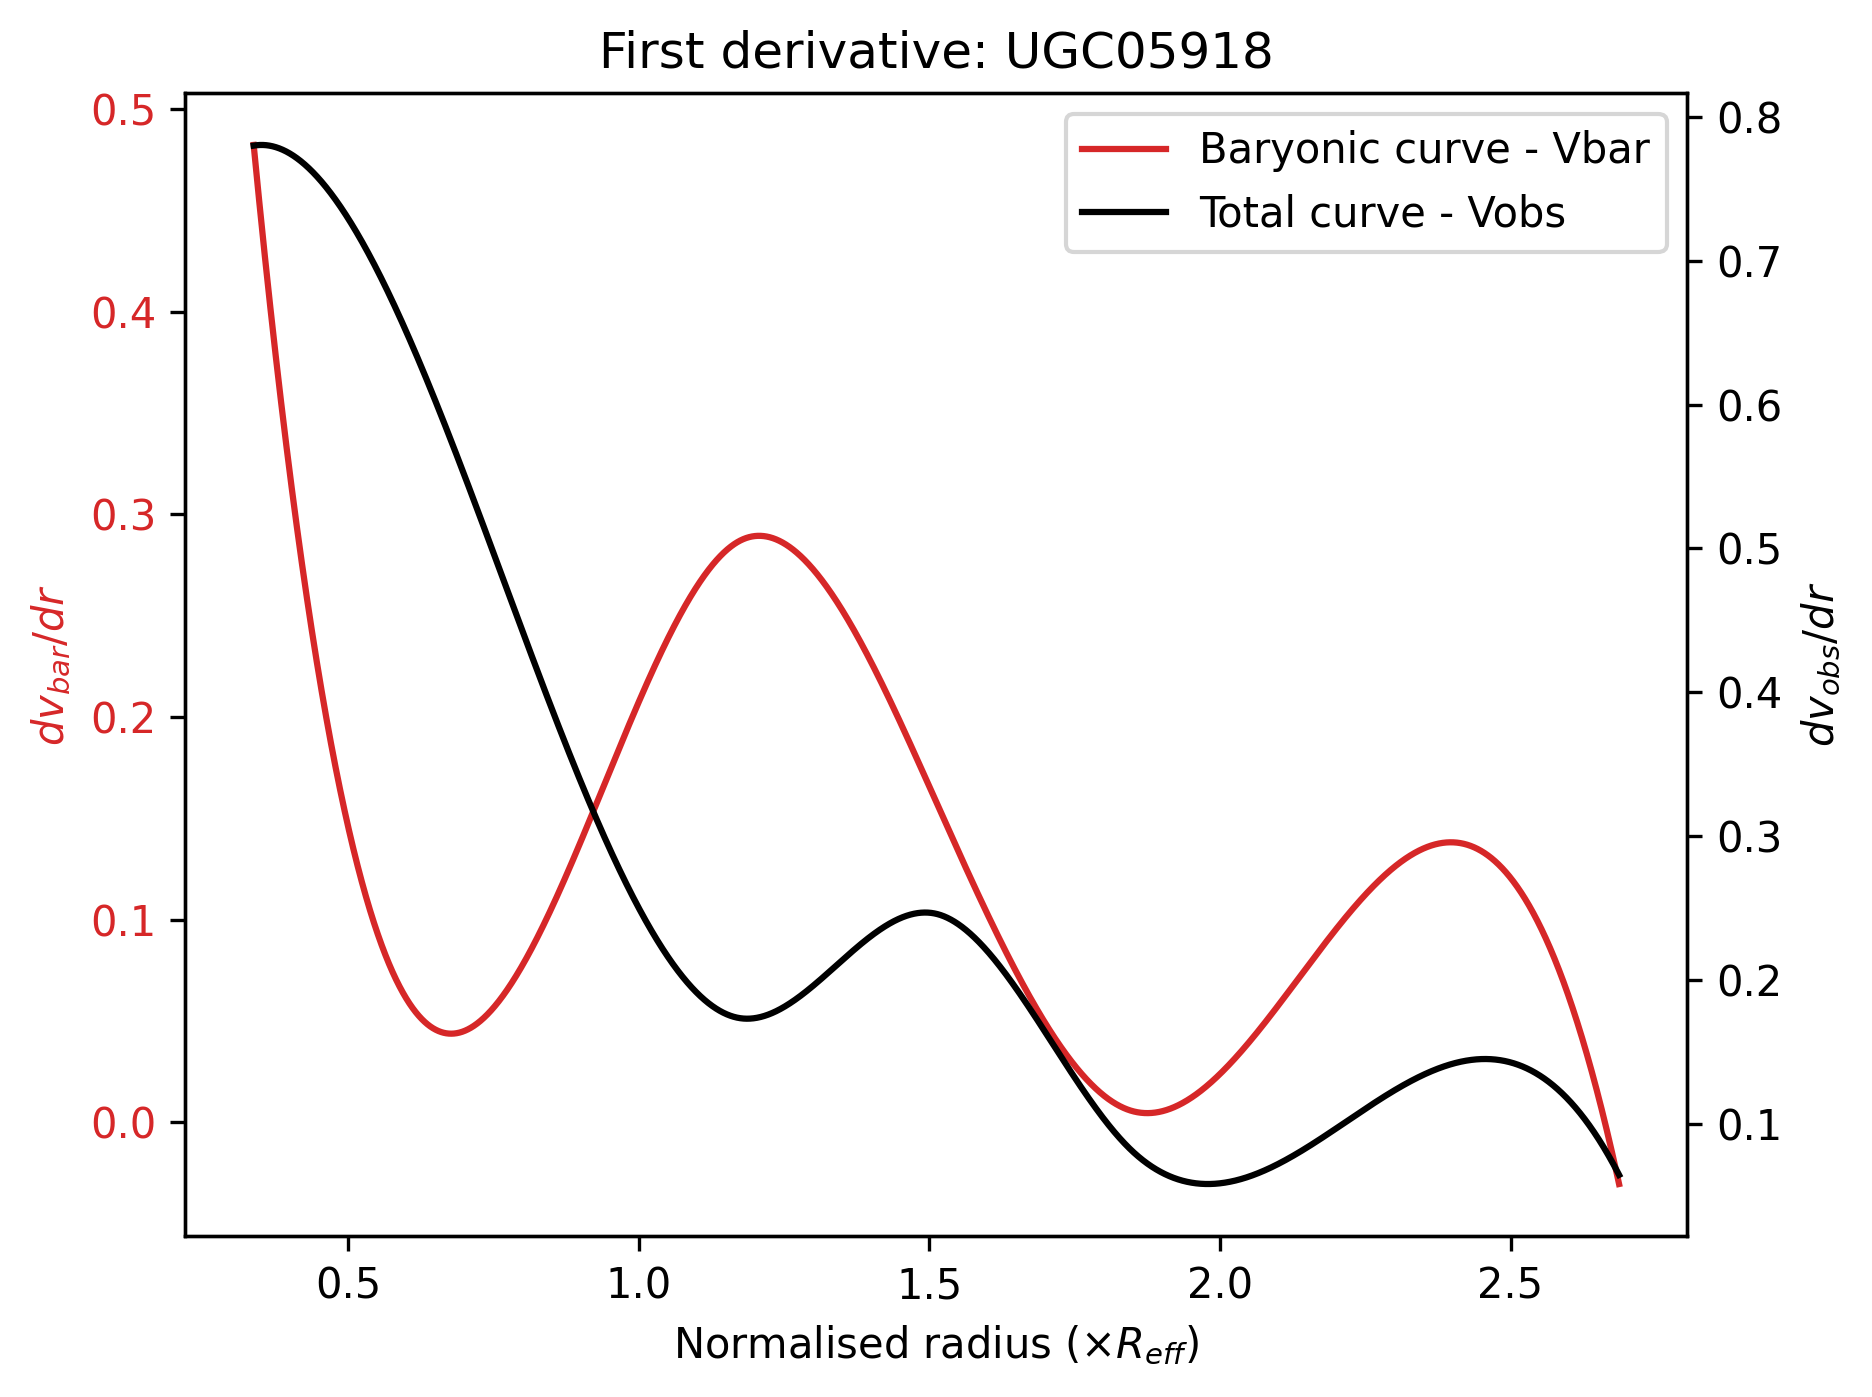 First derivative: UGC05918
Baryonic curve - Vbar
Total curve - Vobs
0.5
0.4
0.3
0.2
0.1
0.0
dv_bar/dr
0.8
0.7
0.6
0.5
0.4
0.3
0.2
0.1
dv_obs/dr
0.5 1.0 1.5 2.0 2.5
Normalised radius (×R_eff)